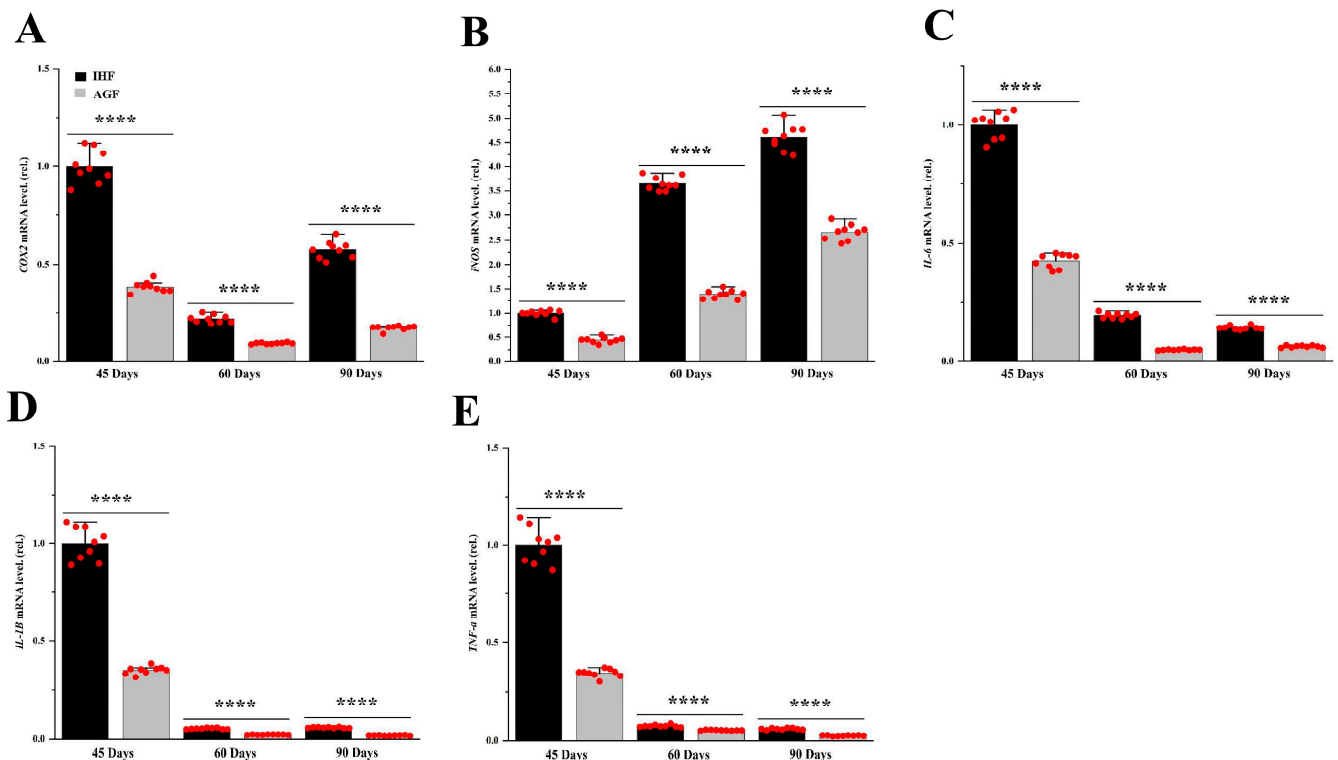 A
COX2 mRNA level. (rel.)
1.5
1.0
0.5
0.0
IHF
AGF
****
****
****
45 Days
60 Days
90 Days
B
iNOS mRNA level. (rel.)
6.0
5.5
5.0
4.5
4.0
3.5
3.0
2.5
2.0
1.5
1.0
0.5
0.0
****
****
****
45 Days
60 Days
90 Days
C
IL-6 mRNA level. (rel.)
1.0
0.5
0.0
****
****
****
45 Days
60 Days
90 Days
D
IL-1B mRNA level. (rel.)
1.5
1.0
0.5
0.0
****
****
****
45 Days
60 Days
90 Days
E
TNF-a mRNA level. (rel.)
1.5
1.0
0.5
0.0
****
****
****
45 Days
60 Days
90 Days